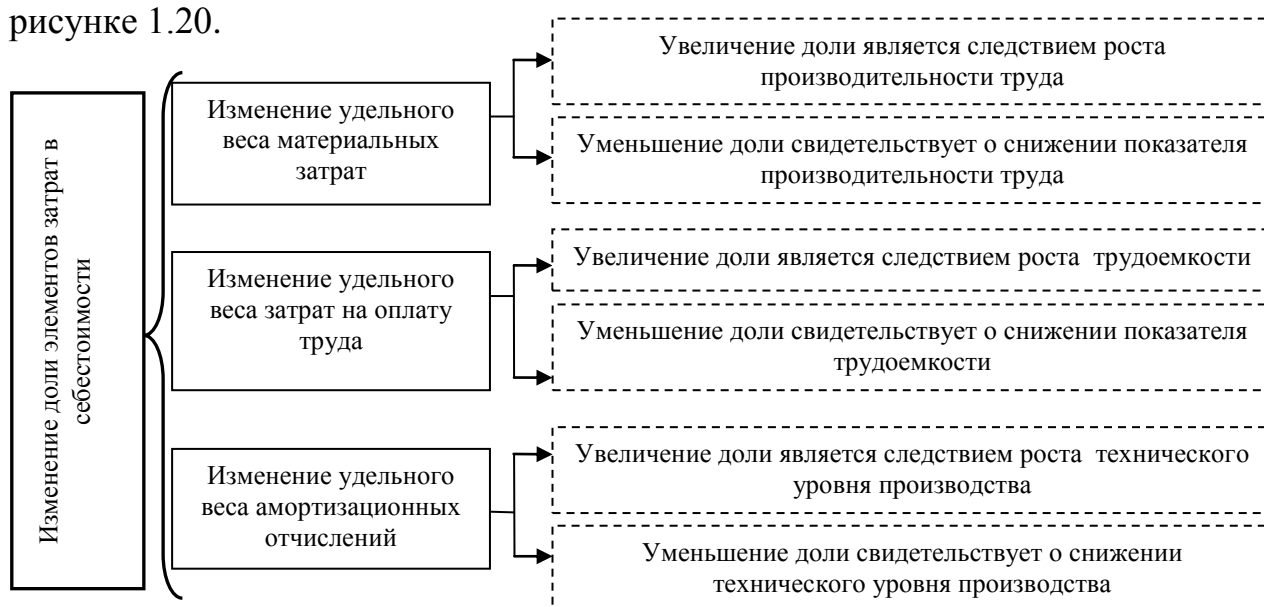 рисунке 1.20.
Изменение доли элементов затрат в
себестоимости
Изменение удельного
веса материальных
затрат
Увеличение доли является следствием роста
производительности труда
Уменьшение доли свидетельствует о снижении показателя
производительности труда
Изменение удельного
веса затрат на оплату
труда
Увеличение доли является следствием роста трудоемкости
Уменьшение доли свидетельствует о снижении показателя
трудоемкости
Изменение удельного
веса амортизационных
отчислений
Увеличение доли является следствием роста технического
уровня производства
Уменьшение доли свидетельствует о снижении
технического уровня производства